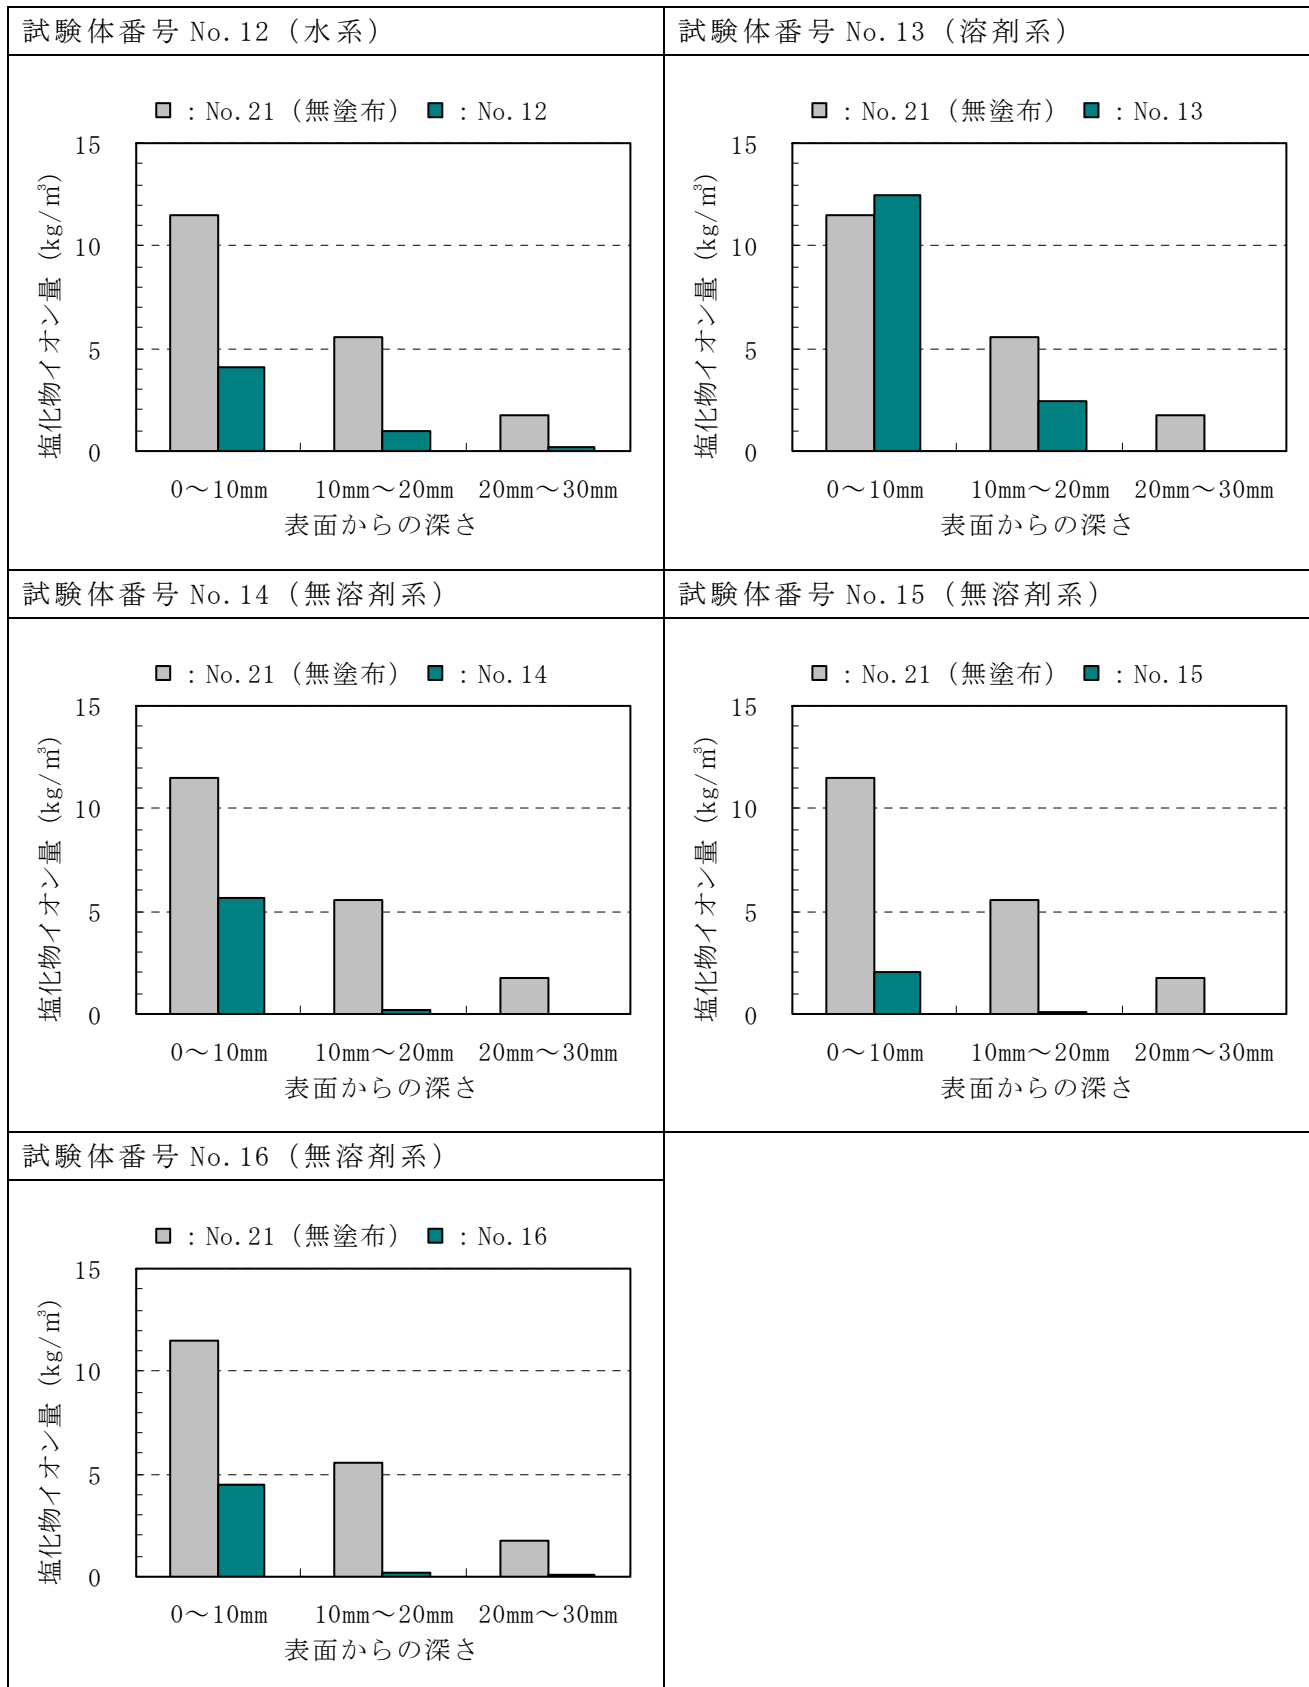 試験体番号 No.12（水系）
□ : No.21（無塗布） ■ : No.12
塩化物イオン量 (kg/㎥)
15
10
5
0
0～10mm 10mm～20mm 20mm～30mm
表面からの深さ
試験体番号 No.13（溶剤系）
□ : No.21（無塗布） ■ : No.13
塩化物イオン量 (kg/㎥)
15
10
5
0
0～10mm 10mm～20mm 20mm～30mm
表面からの深さ
試験体番号 No.14（無溶剤系）
□ : No.21（無塗布） ■ : No.14
塩化物イオン量 (kg/㎥)
15
10
5
0
0～10mm 10mm～20mm 20mm～30mm
表面からの深さ
試験体番号 No.15（無溶剤系）
□ : No.21（無塗布） ■ : No.15
塩化物イオン量 (kg/㎥)
15
10
5
0
0～10mm 10mm～20mm 20mm～30mm
表面からの深さ
試験体番号 No.16（無溶剤系）
□ : No.21（無塗布） ■ : No.16
塩化物イオン量 (kg/㎥)
15
10
5
0
0～10mm 10mm～20mm 20mm～30mm
表面からの深さ